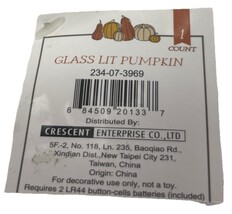 1
COUNT
GLASS LIT PUMPKIN
234-07-3969
6 84509 20133 7
Distributed By:
CRESCENT ENTERPRISE CO.,LTD
5F.-2, No. 118, Ln. 235, Baoqiao Rd.,
Xindian Dist.,New Taipei City 231,
Taiwan, China
Origin: China
For decorative use only, not a toy.
Requires 2 LR44 button-cells batteries (included)